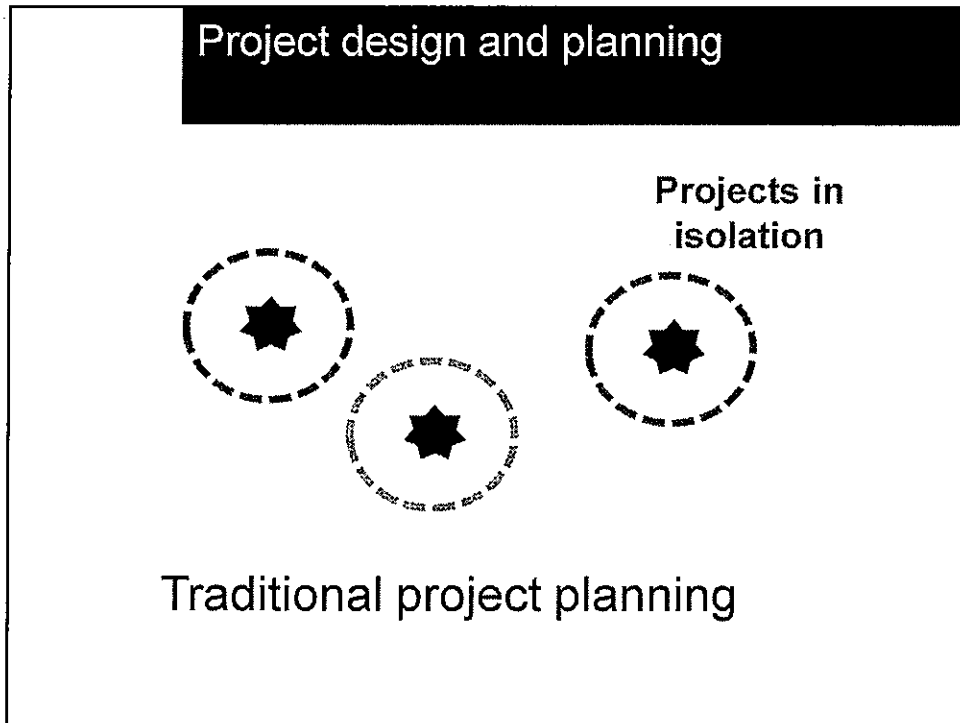 Project design and planning
Projects in
isolation
Traditional project planning